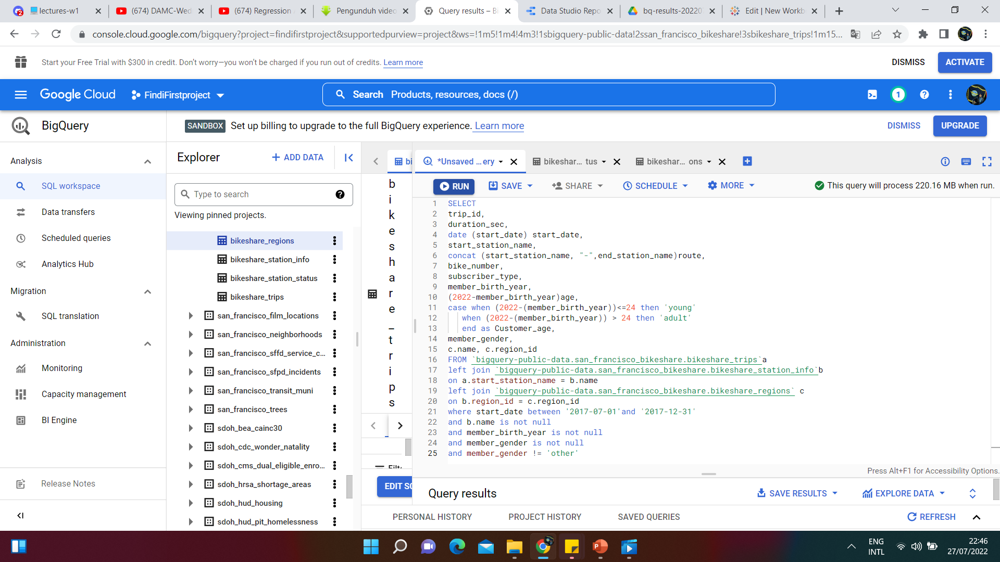 lectures-w1
(674) DAMC-Wed
(674) Regression
Pengunduh video
Query results – Bi
Data Studio Repo
bq-results-202207
Edit | New Workb
console.cloud.google.com/bigquery?project=findifirstproject&supportedpurview=project&ws=!1m5!1m4!4m3!1sbigquery-public-data!2ssan_francisco_bikeshare!3sbikeshare_trips!1m15...
Start your Free Trial with $300 in credit. Don't worry—you won't be charged if you run out of credits. Learn more
DISMISS
ACTIVATE
Google Cloud
FindiFirstproject
Search Products, resources, docs (/)
1
BigQuery
SANDBOX Set up billing to upgrade to the full BigQuery experience. Learn more
DISMISS
UPGRADE
Analysis
SQL workspace
Data transfers
Scheduled queries
Analytics Hub
Migration
SQL translation
Administration
Monitoring
Capacity management
BI Engine
Release Notes
Explorer
+ ADD DATA
Type to search
Viewing pinned projects.
bikeshare_regions
bikeshare_station_info
bikeshare_station_status
bikeshare_trips
san_francisco_film_locations
san_francisco_neighborhoods
san_francisco_sffd_service_c...
san_francisco_sfpd_incidents
san_francisco_transit_muni
san_francisco_trees
sdoh_bea_cainc30
sdoh_cdc_wonder_natality
sdoh_cms_dual_eligible_enro...
sdoh_hrsa_shortage_areas
sdoh_hud_housing
sdoh_hud_pit_homelessness
bi
bikeshare_trips
EDIT SC
*Unsaved ...ery
bikeshar... tus
bikeshar... ons
RUN
SAVE
SHARE
SCHEDULE
MORE
This query will process 220.16 MB when run.
1 SELECT
2 trip_id,
3 duration_sec,
4 date (start_date) start_date,
5 start_station_name,
6 concat (start_station_name, "-",end_station_name)route,
7 bike_number,
8 subscriber_type,
9 member_birth_year,
10 (2022-member_birth_year)age,
11 case when (2022-(member_birth_year))<=24 then 'young'
12 when (2022-(member_birth_year)) > 24 then 'adult'
13 end as Customer_age,
14 member_gender,
15 c.name, c.region_id
16 FROM `bigquery-public-data.san_francisco_bikeshare.bikeshare_trips`a
17 left join `bigquery-public-data.san_francisco_bikeshare.bikeshare_station_info`b
18 on a.start_station_name = b.name
19 left join `bigquery-public-data.san_francisco_bikeshare.bikeshare_regions` c
20 on b.region_id = c.region_id
21 where start_date between '2017-07-01'and '2017-12-31'
22 and b.name is not null
23 and member_birth_year is not null
24 and member_gender is not null
25 and member_gender != 'other'
Press Alt+F1 for Accessibility Options.
Query results
SAVE RESULTS
EXPLORE DATA
PERSONAL HISTORY
PROJECT HISTORY
SAVED QUERIES
REFRESH
ENG
INTL
22:46
27/07/2022